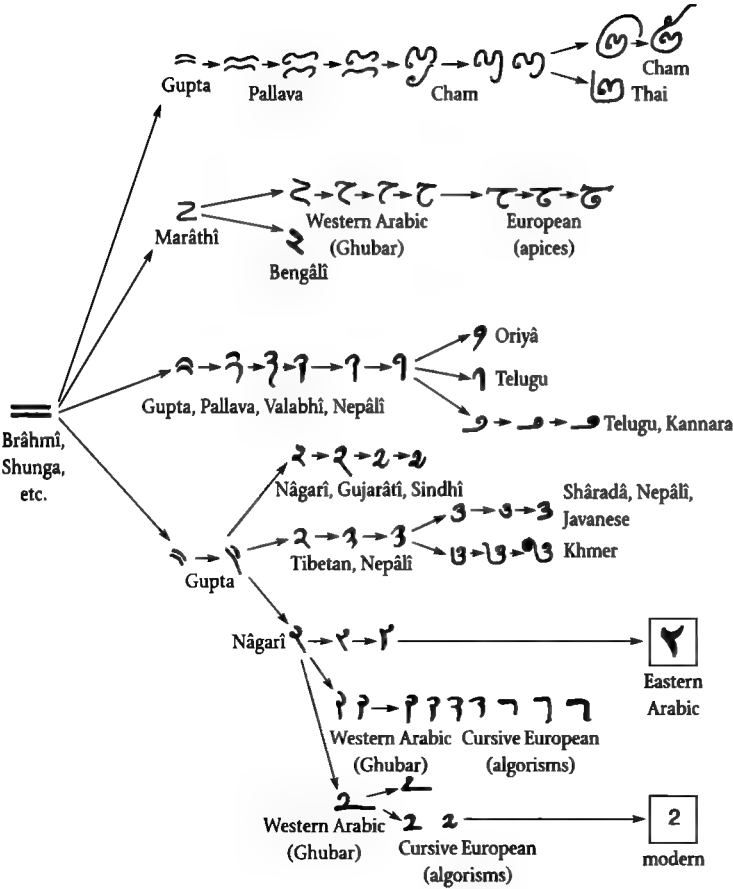 Gupta
Pallava
Cham
Cham
Thai
Marâthî
Western Arabic
(Ghubar)
European
(apices)
Bengâlî
Oriyâ
Telugu
Gupta, Pallava, Valabhî, Nepâlî
Telugu, Kannara
Brâhmî,
Shunga,
etc.
Nâgarî, Gujarâtî, Sindhî
Shâradâ, Nepâlî,
Javanese
Tibetan, Nepâlî
Khmer
Gupta
Nâgarî
Eastern
Arabic
Western Arabic
(Ghubar)
Cursive European
(algorisms)
Western Arabic
(Ghubar)
Cursive European
(algorisms)
2
modern